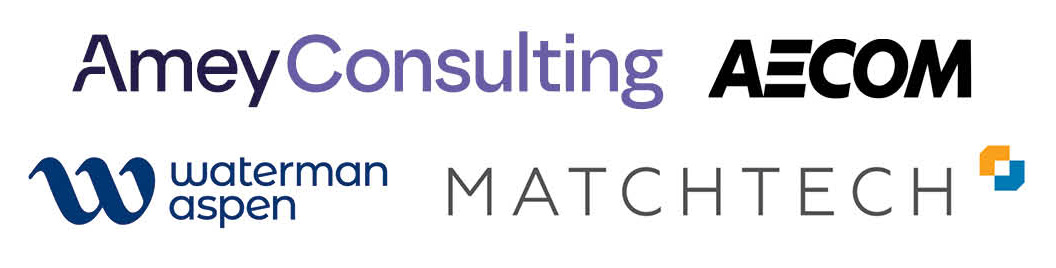 AmeyConsulting
AECOM
waterman
aspen
MATCHTECH